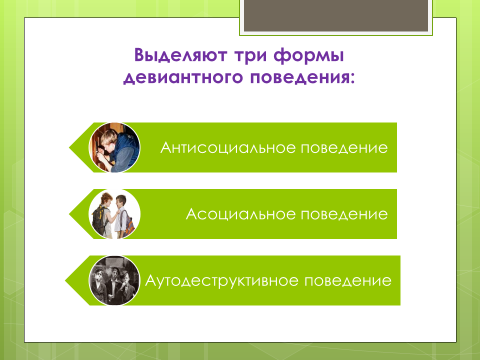 Выделяют три формы
девиантного поведения:
Антисоциальное поведение
Асоциальное поведение
Аутодеструктивное поведение